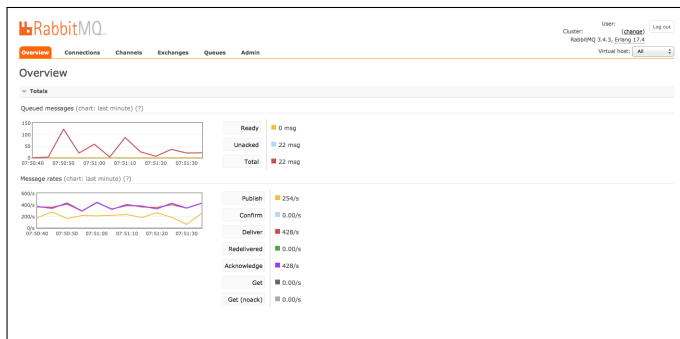 RabbitMQ
User:
Log out
Cluster: (change)
RabbitMQ 3.4.3, Erlang 17.4
Overview Connections Channels Exchanges Queues Admin
Virtual host: All
Overview
Totals
Queued messages (chart: last minute) (?)
150
100
50
0
07:50:40 07:50:50 07:51:00 07:51:10 07:51:20 07:51:30
Ready 0 msg
Unacked 22 msg
Total 22 msg
Message rates (chart: last minute) (?)
600/s
400/s
200/s
0/s
07:50:40 07:50:50 07:51:00 07:51:10 07:51:20 07:51:30
Publish 254/s
Confirm 0.00/s
Deliver 428/s
Redelivered 0.00/s
Acknowledge 428/s
Get 0.00/s
Get (noack) 0.00/s